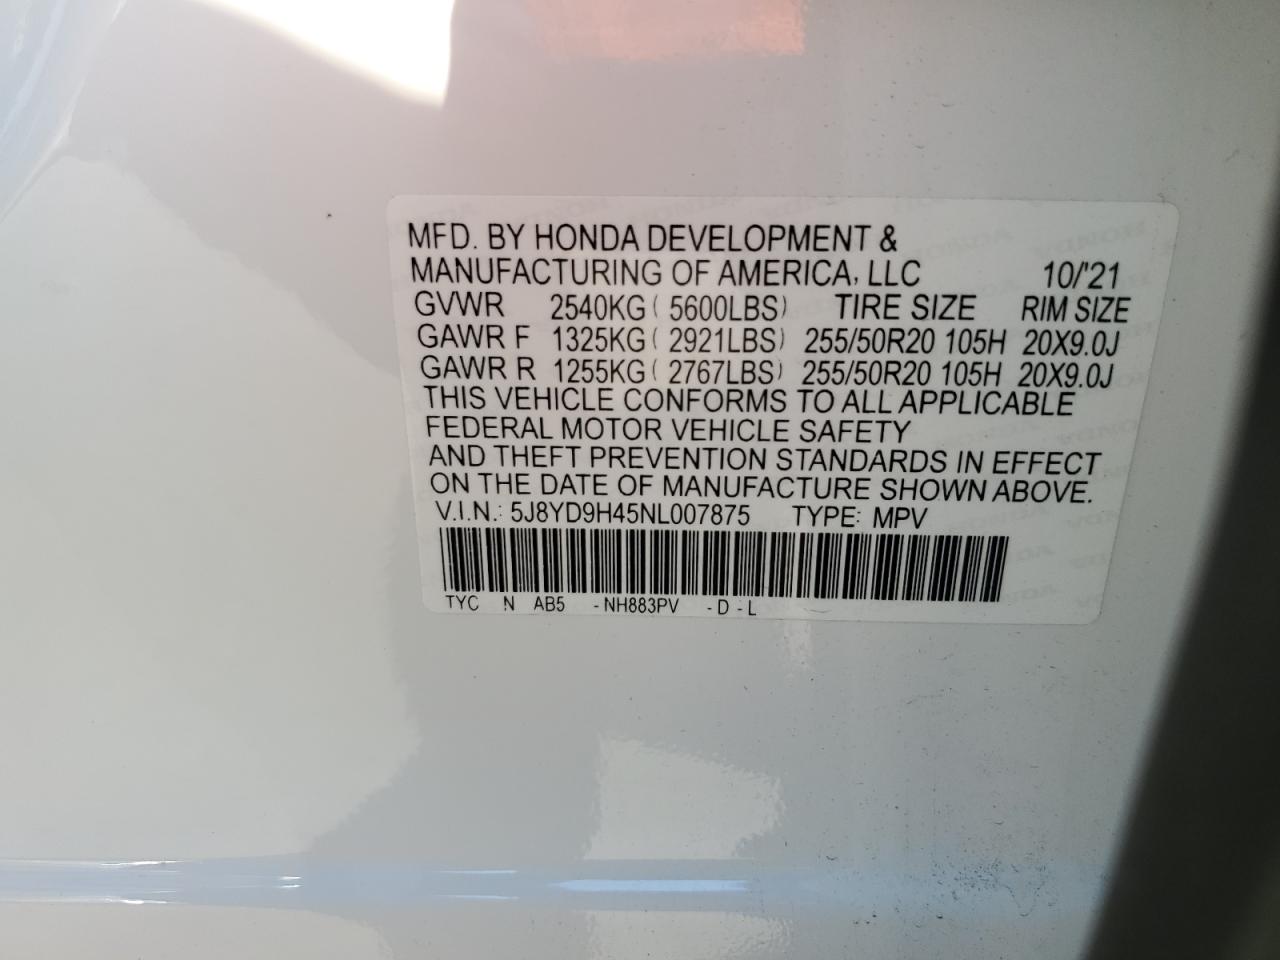 MFD. BY HONDA DEVELOPMENT &
MANUFACTURING OF AMERICA, LLC 10/'21
GVWR 2540KG ( 5600LBS) TIRE SIZE RIM SIZE
GAWR F 1325KG ( 2921LBS) 255/50R20 105H 20X9.0J
GAWR R 1255KG ( 2767LBS) 255/50R20 105H 20X9.0J
THIS VEHICLE CONFORMS TO ALL APPLICABLE
FEDERAL MOTOR VEHICLE SAFETY
AND THEFT PREVENTION STANDARDS IN EFFECT
ON THE DATE OF MANUFACTURE SHOWN ABOVE.
V.I.N.: 5J8YD9H45NL007875 TYPE: MPV
TYC N AB5 -NH883PV -D-L